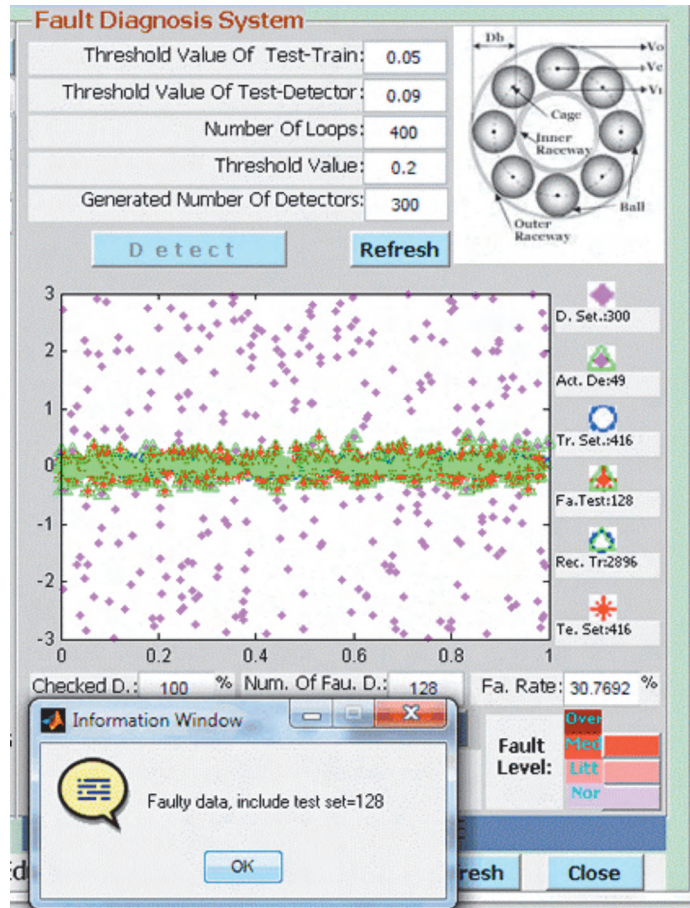 Fault Diagnosis System
Threshold Value Of Test-Train: 0.05
Threshold Value Of Test-Detector: 0.09
Number Of Loops: 400
Threshold Value: 0.2
Generated Number Of Detectors: 300
Detect Refresh
Db
Vo
Vc
Vi
Cage
Inner
Raceway
Ball
Outer
Raceway
3
2
1
0
-1
-2
-3
0 0.2 0.4 0.6 0.8 1
D. Set.:300
Act. De:49
Tr. Set.:416
Fa.Test:128
Rec. Tr:2896
Te. Set:416
Checked D.: 100 % Num. Of Fau. D.: 128 Fa. Rate: 30.7692 %
Information Window
Faulty data, include test set=128
OK
Fault
Level:
Over
Med
Litt
Nor
resh Close